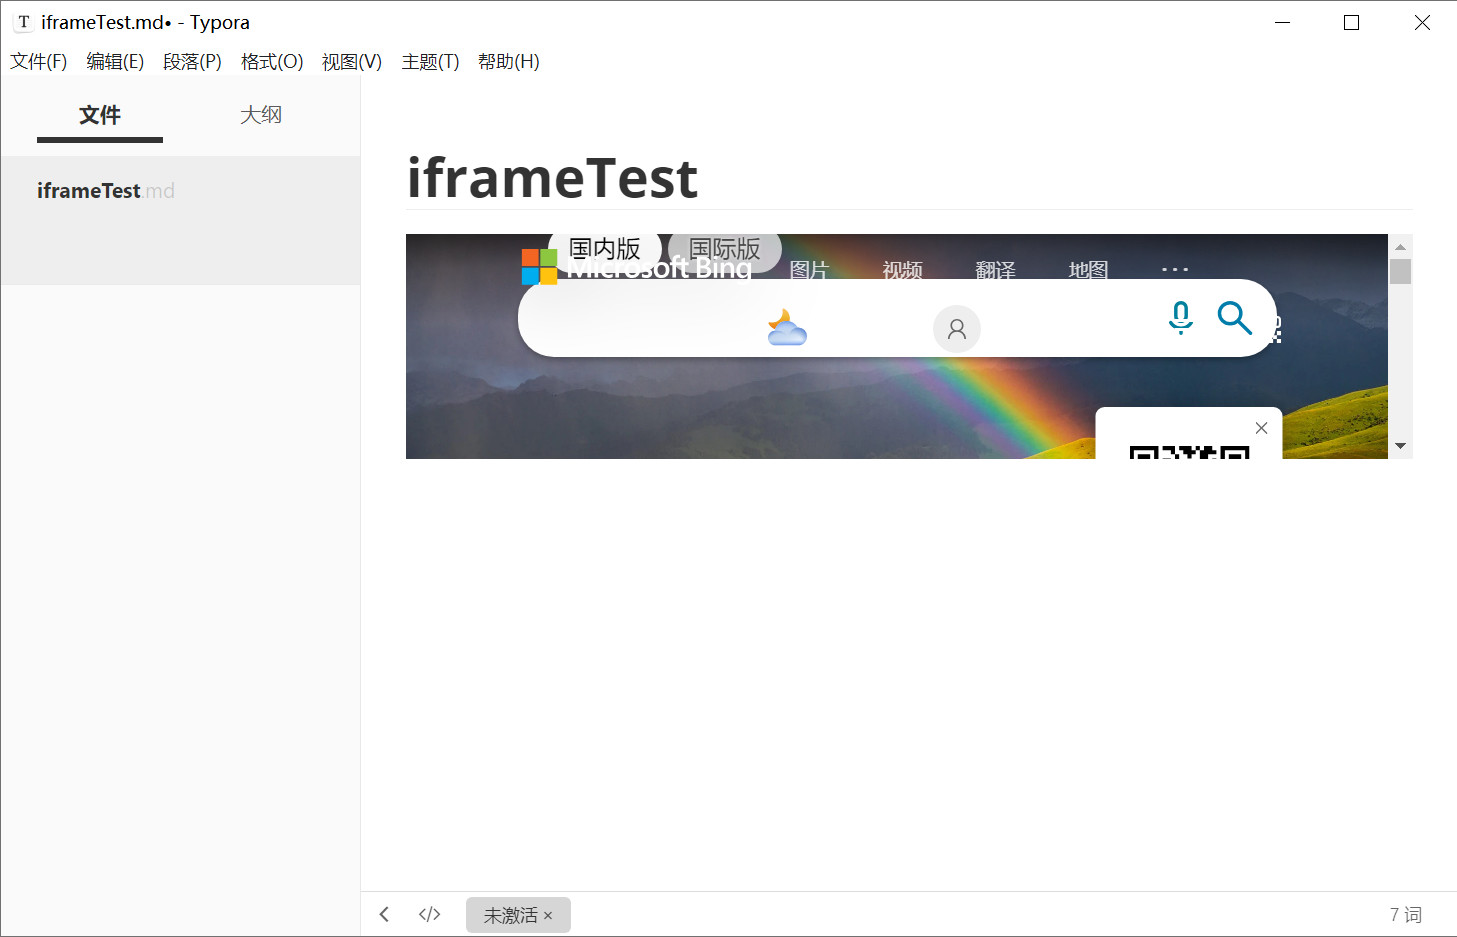 T iframeTest.md• - Typora
文件(F) 编辑(E) 段落(P) 格式(O) 视图(V) 主题(T) 帮助(H)
文件 大纲
iframeTest.md
iframeTest
国内版 国际版
Microsoft Bing 图片 视频 翻译 地图 ···
</> 未激活 × 7 词